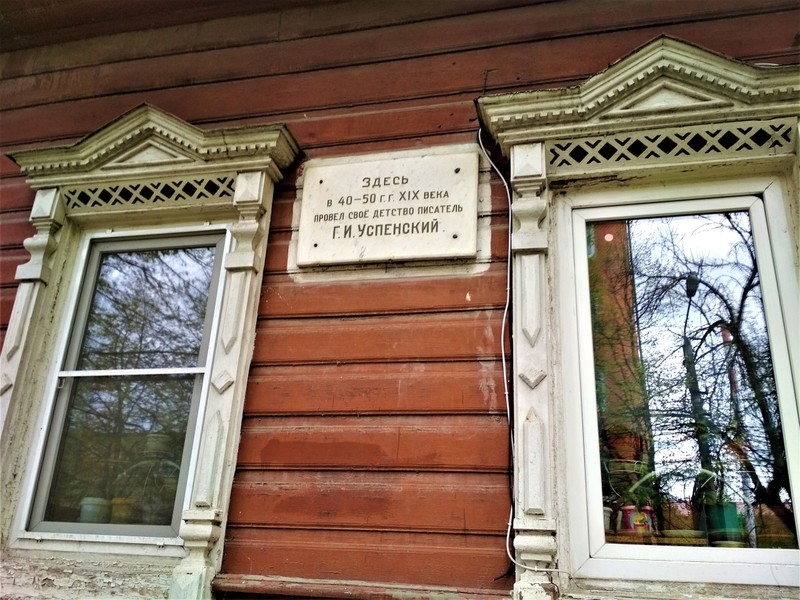 ЗДЕСЬ
В 40-50 Г.Г. XIX ВЕКА
ПРОВЕЛ СВОЕ ДЕТСТВО ПИСАТЕЛЬ
Г.И. УСПЕНСКИЙ.